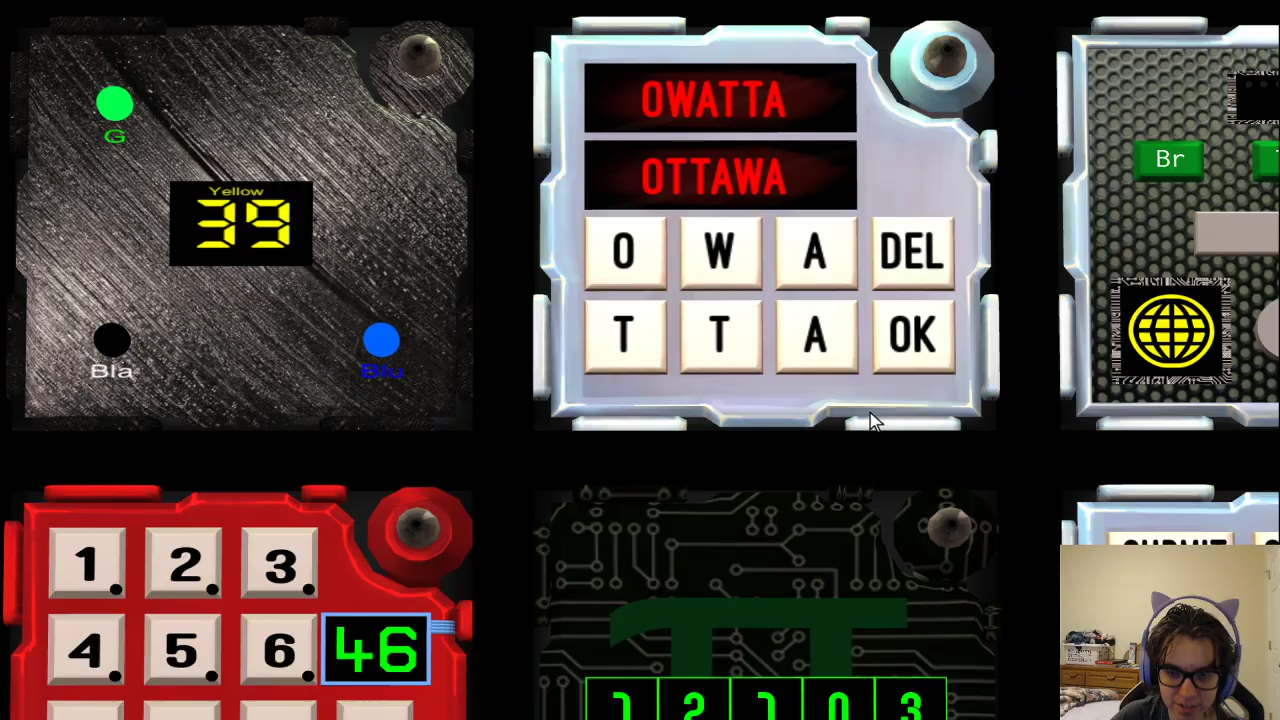 G
Yellow
39
Bla
Blu
OWATTA
OTTAWA
O W A DEL
T T A OK
Br
1. 2. 3.
4. 5. 6. 46